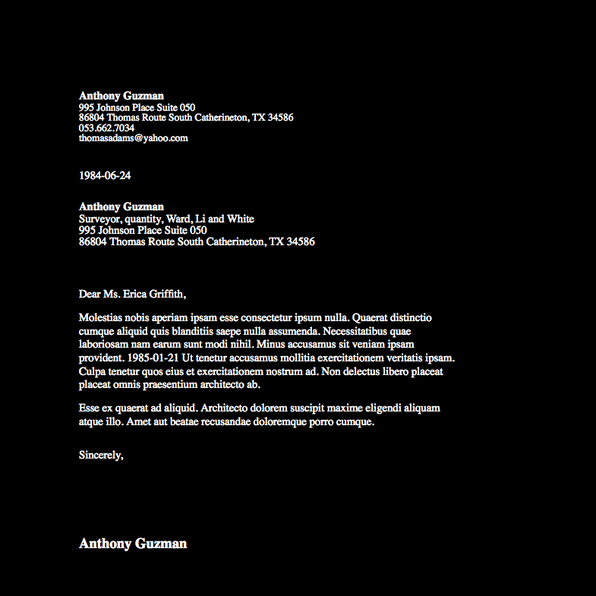 Anthony Guzman
995 Johnson Place Suite 050
86804 Thomas Route South Catherineton, TX 34586
053.662.7034
thomasadams@yahoo.com
1984-06-24
Anthony Guzman
Surveyor, quantity, Ward, Li and White
995 Johnson Place Suite 050
86804 Thomas Route South Catherineton, TX 34586
Dear Ms. Erica Griffith,
Molestias nobis aperiam ipsam esse consectetur ipsum nulla. Quaerat distinctio
cumque aliquid quis blanditiis saepe nulla assumenda. Necessitatibus quae
laboriosam nam earum sunt modi nihil. Minus accusamus sit veniam ipsam
provident. 1985-01-21 Ut tenetur accusamus mollitia exercitationem veritatis ipsam.
Culpa tenetur quos eius et exercitationem nostrum ad. Non delectus libero placeat
placeat omnis praesentium architecto ab.
Esse ex quaerat ad aliquid. Architecto dolorem suscipit maxime eligendi aliquam
atque illo. Amet aut beatae recusandae doloremque porro cumque.
Sincerely,
Anthony Guzman